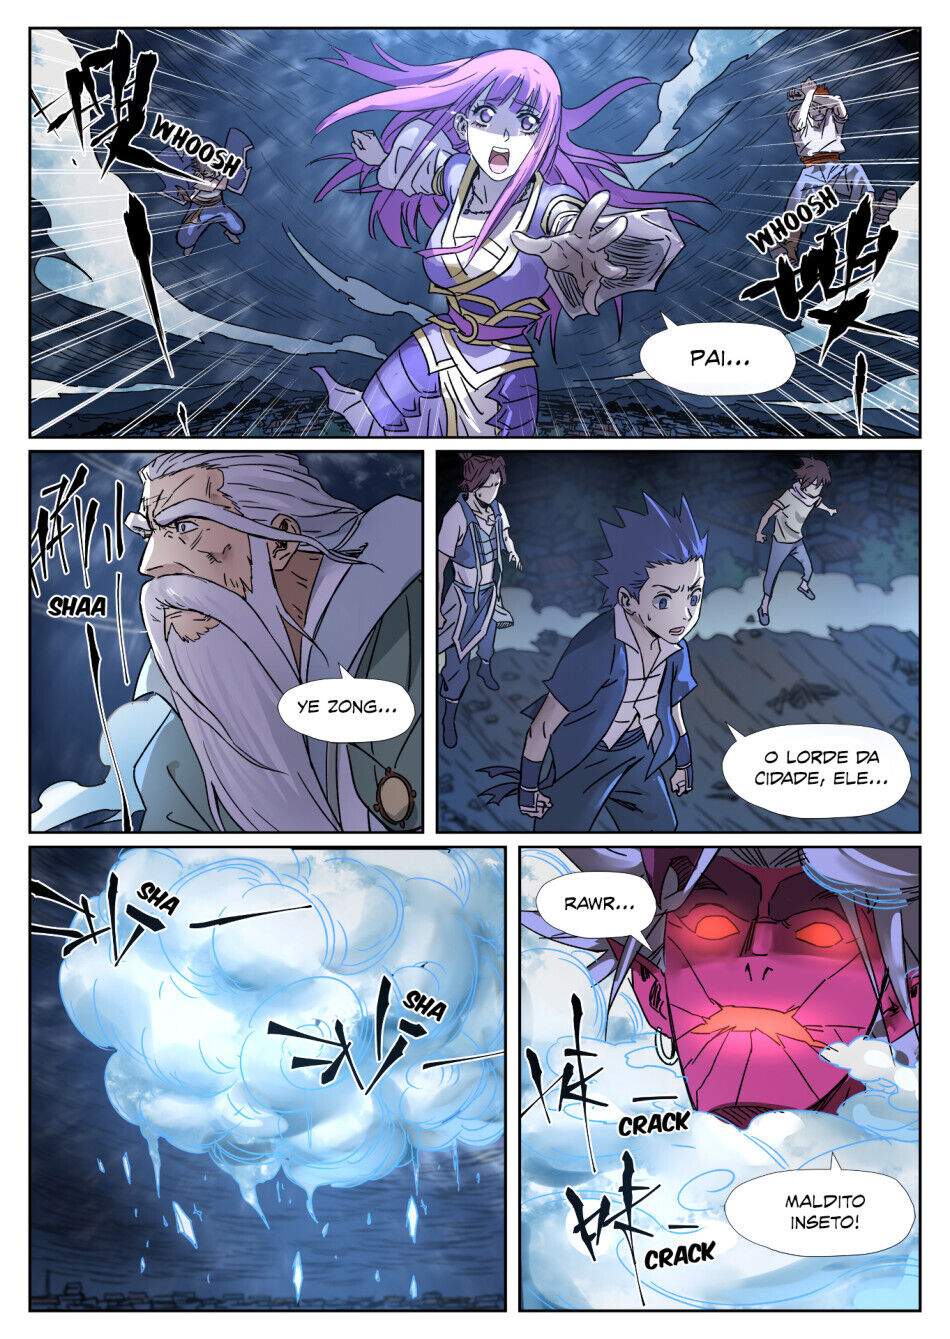 WHOOSH
WHOOSH
PAI...
SHAA
YE ZONG...
O LORDE DA
CIDADE, ELE...
SHA
SHA
RAWR...
CRACK
CRACK
MALDITO
INSETO!